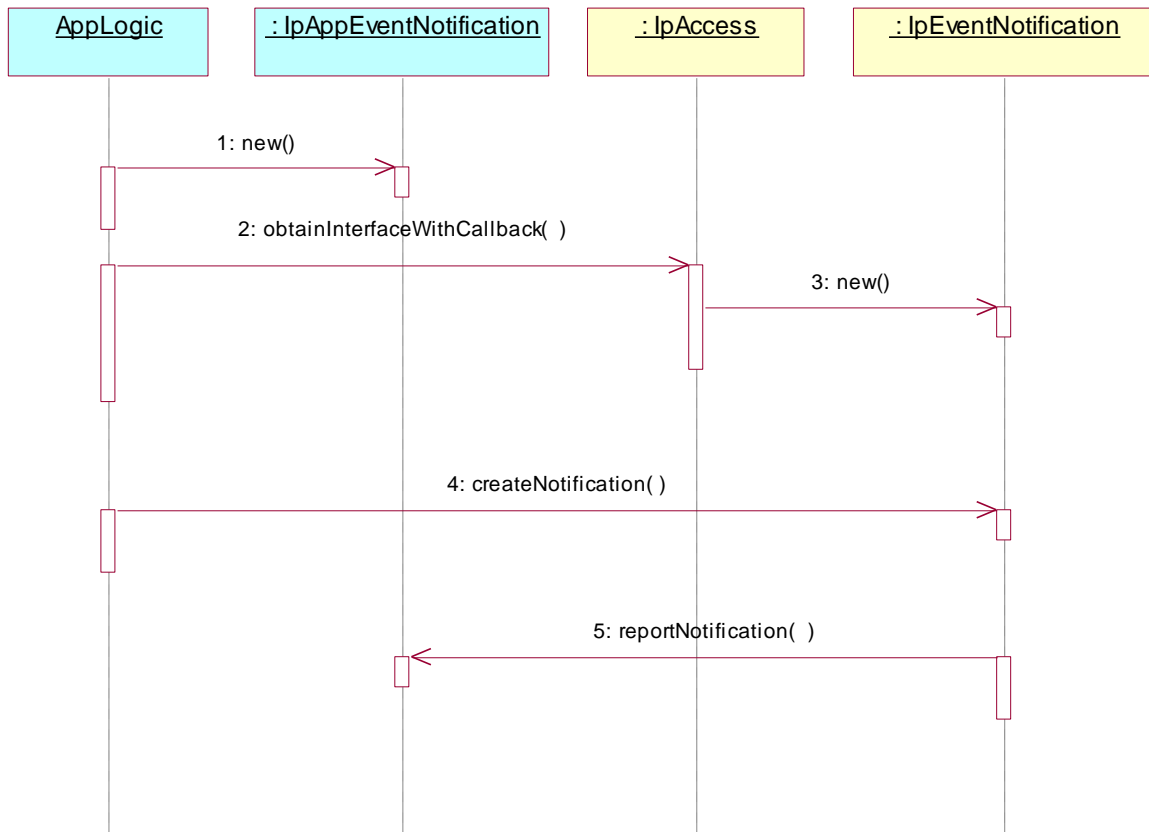 AppLogic
: IpAppEventNotification
: IpAccess
: IpEventNotification
1: new()
2: obtainInterfaceWithCallback( )
3: new()
4: createNotification( )
5: reportNotification( )